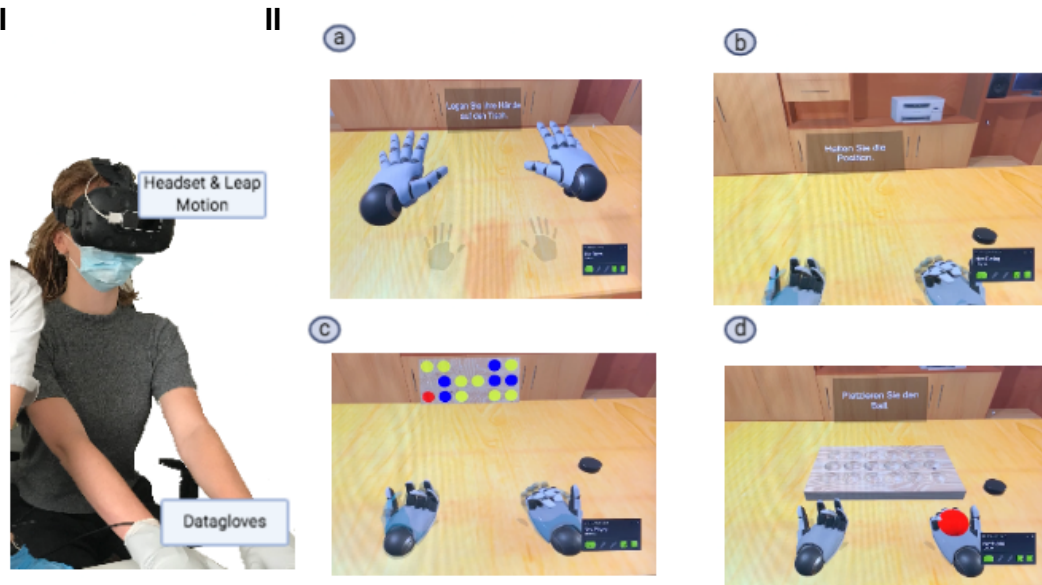 I
II
a
b
Legen Sie Ihre Hände
auf den Tisch.
Halten Sie die
Position.
Headset & Leap
Motion
c
d
Platzieren Sie den
Ball
Datagloves